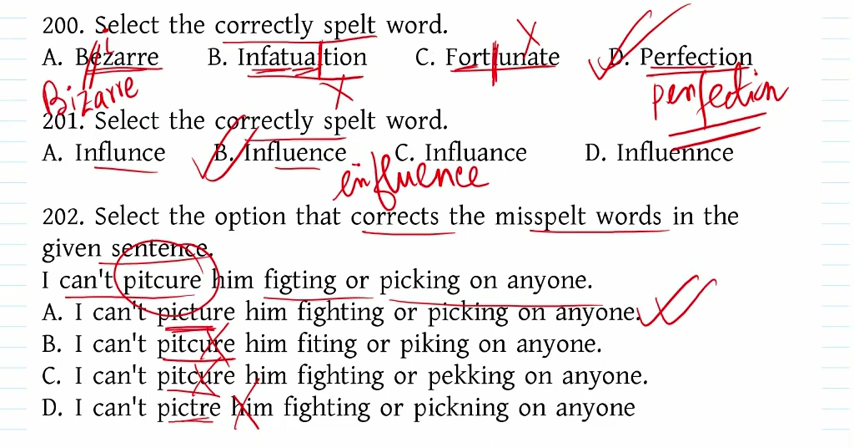 200. Select the correctly spelt word.
A. Bezarre B. Infatuaition C. Fortunate D. Perfection
i
Bizarre
perfection
201. Select the correctly spelt word.
A. Influnce B. Influence C. Influance D. Influennce
influence
202. Select the option that corrects the misspelt words in the
given sentence.
I can't pitcure him figting or picking on anyone.
A. I can't picture him fighting or picking on anyone.
B. I can't pitcure him fiting or piking on anyone.
C. I can't pitcure him fighting or pekking on anyone.
D. I can't pictre him fighting or pickning on anyone